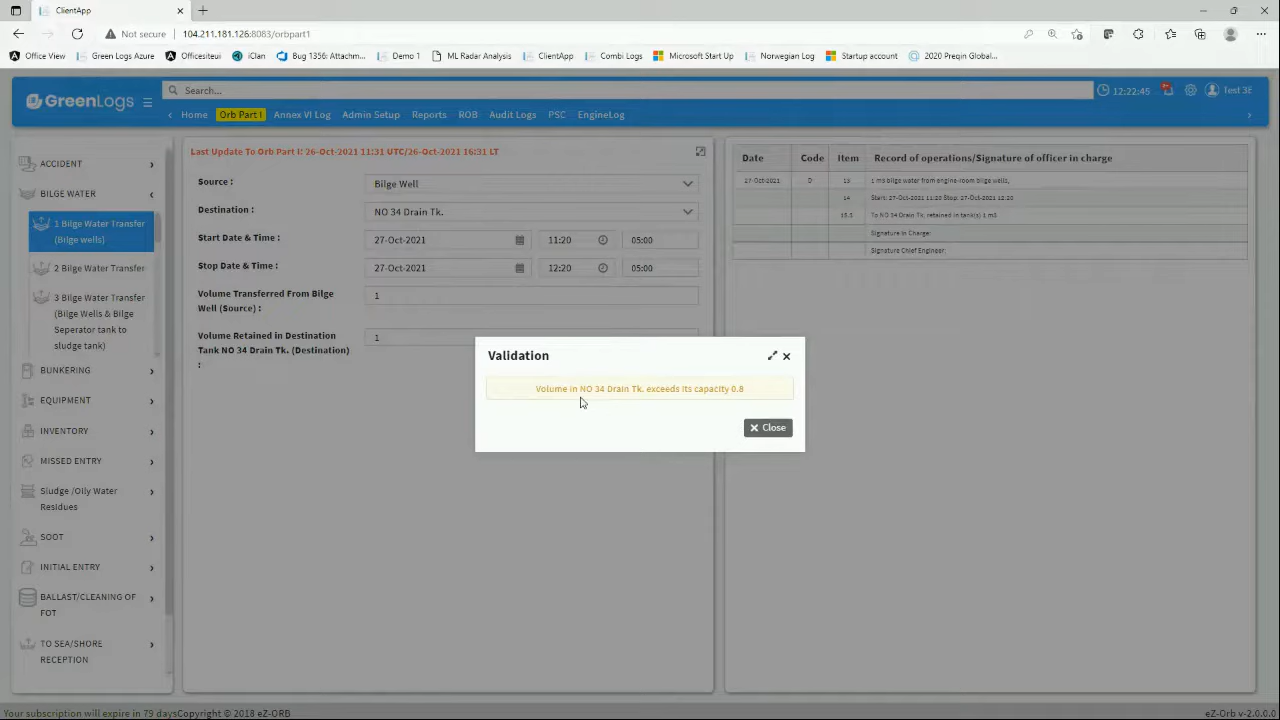 ClientApp
Not secure
104.211.181.126:8083/orbpart1
Office View
Green Logs Azure
Officesiteui
iClan
Bug 1356: Attachm...
Demo 1
ML Radar Analysis
ClientApp
Combi Logs
Microsoft Start Up
Norwegian Log
Startup account
2020 Preqin Global...
GreenLogs
Search...
12:22:45
Test 3E
Home
Orb Part I
Annex VI Log
Admin Setup
Reports
ROB
Audit Logs
PSC
EngineLog
ACCIDENT
BILGE WATER
1 Bilge Water Transfer
(Bilge wells)
2 Bilge Water Transfer
3 Bilge Water Transfer
(Bilge Wells & Bilge
Seperator tank to
sludge tank)
BUNKERING
EQUIPMENT
INVENTORY
MISSED ENTRY
Sludge /Oily Water
Residues
SOOT
INITIAL ENTRY
BALLAST/CLEANING OF
FOT
TO SEA/SHORE
RECEPTION
Last Update To Orb Part I: 26-Oct-2021 11:31 UTC/26-Oct-2021 16:31 LT
Source :
Bilge Well
Destination :
NO 34 Drain Tk.
Start Date & Time :
27-Oct-2021
11:20
05:00
Stop Date & Time :
27-Oct-2021
12:20
05:00
Volume Transferred From Bilge
Well (Source) :
1
Volume Retained in Destination
Tank NO 34 Drain Tk. (Destination)
:
1
Date Code Item Record of operations/Signature of officer in charge
27-Oct-2021 D 13 1 m3 bilge water from engine-room bilge wells,
14 Start: 27-Oct-2021 11:20 Stop: 27-Oct-2021 12:20
15.3 To NO 34 Drain Tk. retained in tank(s) 1 m3
Signature In Charge:
Signature Chief Engineer:
Validation
Volume in NO 34 Drain Tk. exceeds its capacity 0.8
Close
Your subscription will expire in 79 daysCopyright © 2018 eZ-ORB
eZ-Orb v-2.0.0.0